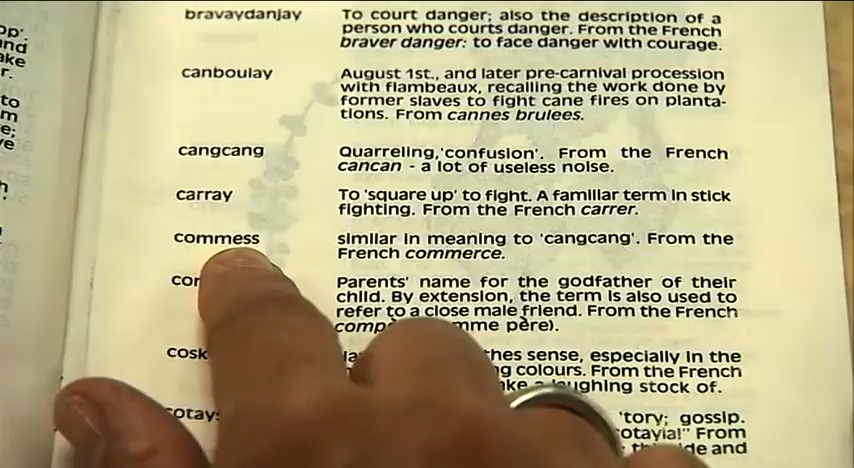 bravaydanjay To court danger; also the description of a
person who courts danger. From the French
braver danger: to face danger with courage.
canboulay August 1st., and later pre-carnival procession
with flambeaux, recalling the work done by
former slaves to fight cane fires on planta-
tions. From cannes brulees.
cangcang Quarreling,'confusion'. From the French
cancan - a lot of useless noise.
carray To 'square up' to fight. A familiar term in stick
fighting. From the French carrer.
commess similar in meaning to 'cangcang'. From the
French commerce.
Parents' name for the godfather of their
child. By extension, the term is also used to
refer to a close male friend. From the French
père).
sense, especially in the
colours. From the French
laughing stock of.
gossip.
From
and